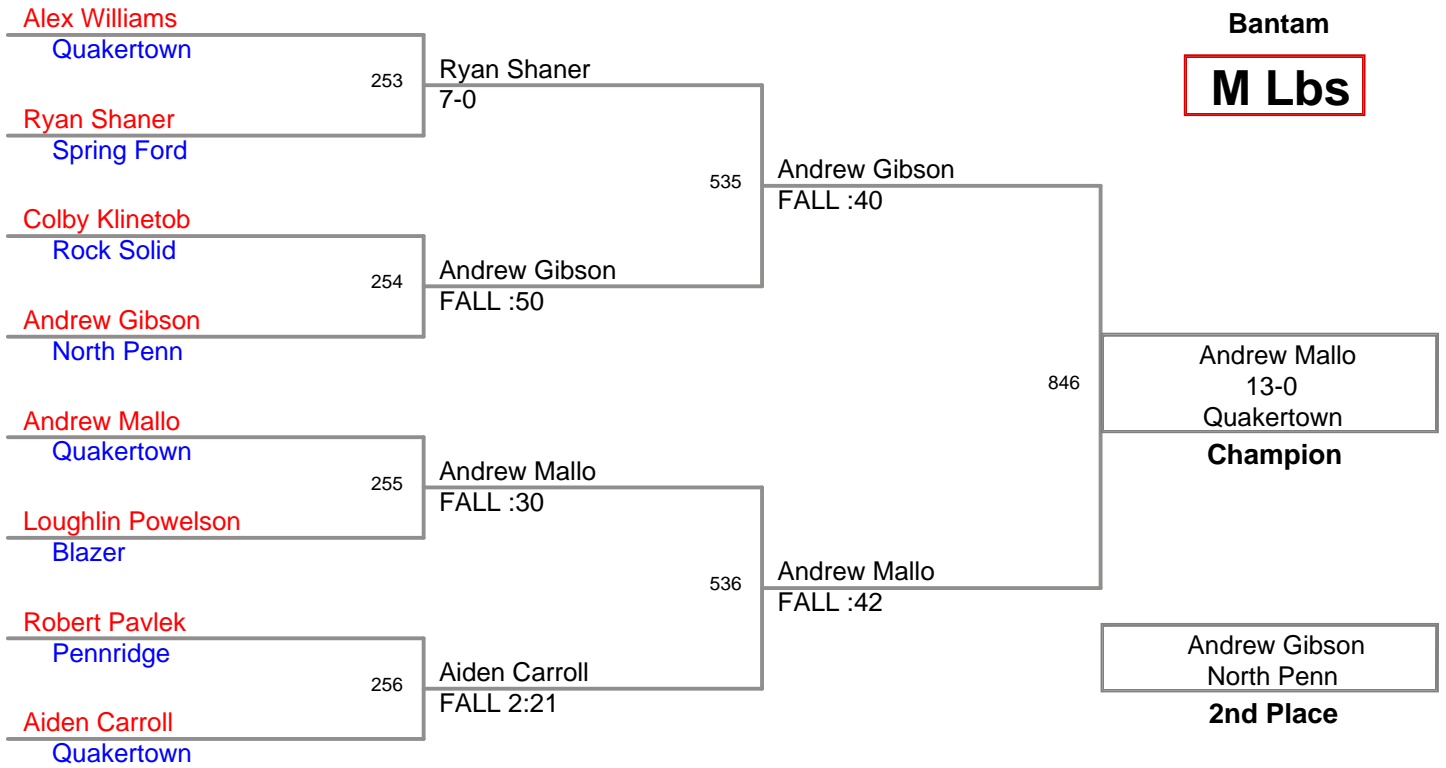 Alex Williams
Quakertown
253
Ryan Shaner
Spring Ford
Ryan Shaner
7-0
Colby Klinetob
Rock Solid
254
Andrew Gibson
North Penn
Andrew Gibson
FALL :50
535
Andrew Gibson
FALL :40
Andrew Mallo
Quakertown
255
Loughlin Powelson
Blazer
Andrew Mallo
FALL :30
Robert Pavlek
Pennridge
256
Aiden Carroll
Quakertown
Aiden Carroll
FALL 2:21
536
Andrew Mallo
FALL :42
846
Bantam
M Lbs
Andrew Mallo
13-0
Quakertown
Champion
Andrew Gibson
North Penn
2nd Place